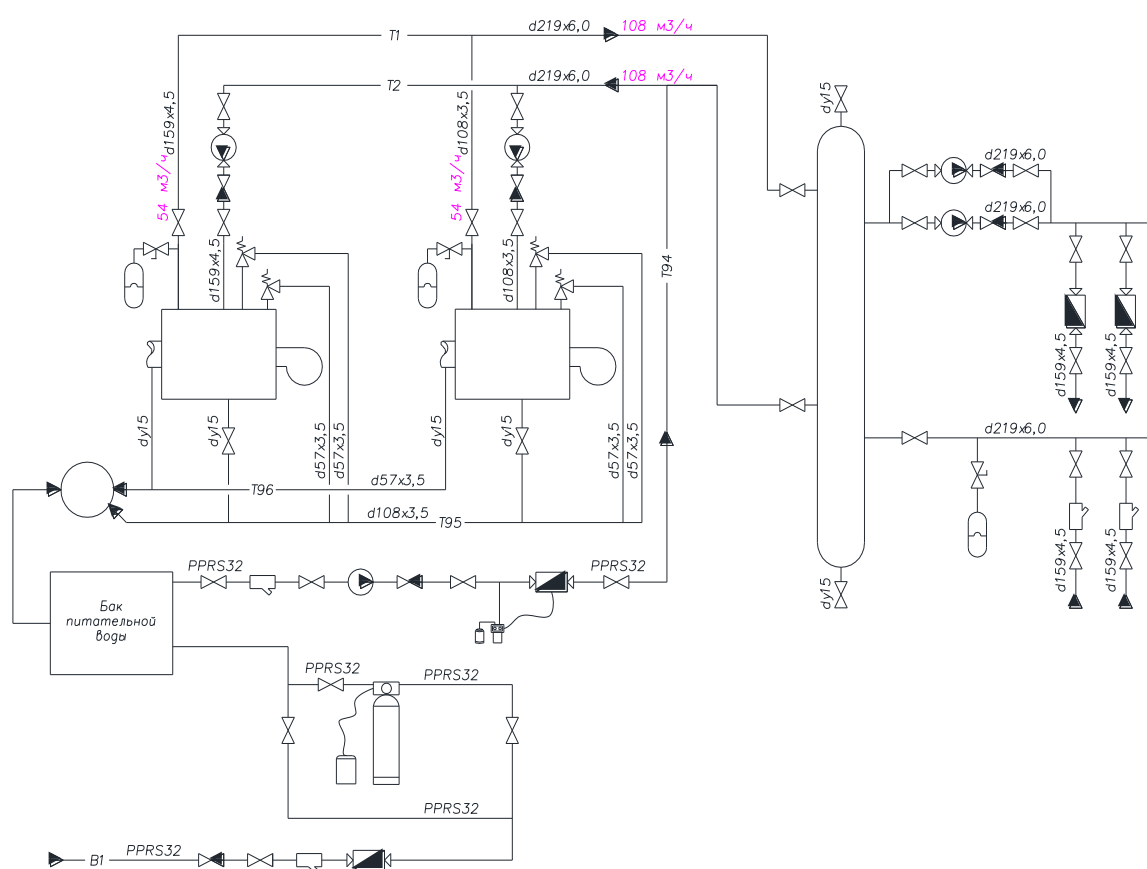 d219x6,0 108 м3/ч
T1
d219x6,0 108 м3/ч
T2
dy15
d159x4,5
d108x3,5
54 м3/ч
54 м3/ч
d219x6,0
d219x6,0
d159x4,5
d108x3,5
T94
d159x4,5
d159x4,5
dy15
dy15
d57x3,5
d57x3,5
dy15
dy15
d57x3,5
d57x3,5
d219x6,0
T96
d57x3,5
d108x3,5
T95
PPRS32
PPRS32
d159x4,5
d159x4,5
dy15
Бак
питательной
воды
PPRS32
PPRS32
PPRS32
B1
PPRS32